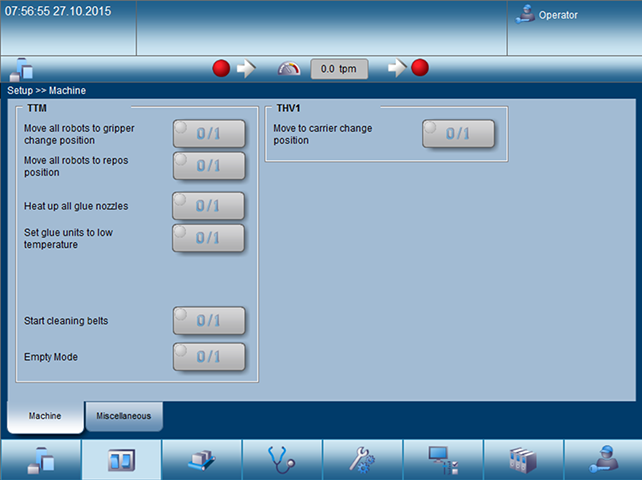 07:56:55 27.10.2015
Operator
0.0 tpm
Setup >> Machine
TTM
Move all robots to gripper
change position
0/1
Move all robots to repos
position
0/1
Heat up all glue nozzles
0/1
Set glue units to low
temperature
0/1
Start cleaning belts
0/1
Empty Mode
0/1
THV1
Move to carrier change
position
0/1
Machine
Miscellaneous